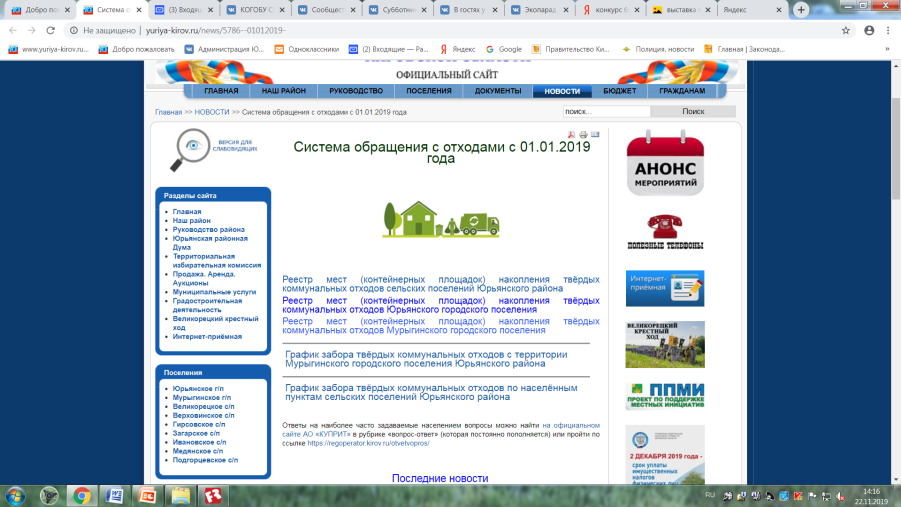 Добро по
Система о
(3) Входящ
КОГОБУ С
Сообщест
Субботни
В гостях у
Экопарад
конкурс б
выставка
Яндекс
Не защищено | yuriya-kirov.ru/news/5786--01012019-
www.yuriya-kirov.ru...
Добро пожаловать
Администрация Ю...
Одноклассники
(2) Входящие — Ра...
Яндекс
Google
Правительство Ки...
Полиция. новости
Главная | Законода...
ОФИЦИАЛЬНЫЙ САЙТ
ГЛАВНАЯ НАШ РАЙОН РУКОВОДСТВО ПОСЕЛЕНИЯ ДОКУМЕНТЫ НОВОСТИ БЮДЖЕТ ГРАЖДАНАМ
Главная >> НОВОСТИ >> Система обращения с отходами с 01.01.2019 года
поиск... Поиск
ВЕРСИЯ ДЛЯ
СЛАБОВИДЯЩИХ
Разделы сайта
Главная
Наш район
Руководство района
Юрьянская районная
Дума
Территориальная
избирательная комиссия
Продажа. Аренда.
Аукционы
Муниципальные услуги
Градостроительная
деятельность
Великорецкий крестный
ход
Интернет-приёмная
Поселения
Юрьянское г/п
Мурыгинское г/п
Великорецкое с/п
Верховинское с/п
Гирсовское с/п
Загарское с/п
Ивановское с/п
Медянское с/п
Подгорцевское с/п
Система обращения с отходами с 01.01.2019
года
Реестр мест (контейнерных площадок) накопления твёрдых
коммунальных отходов сельских поселений Юрьянского района
Реестр мест (контейнерных площадок) накопления твёрдых
коммунальных отходов Юрьянского городского поселения
Реестр мест (контейнерных площадок) накопления твёрдых
коммунальных отходов Мурыгинского городского поселения
График забора твёрдых коммунальных отходов с территории
Мурыгинского городского поселения Юрьянского района
График забора твёрдых коммунальных отходов по населённым
пунктам сельских поселений Юрьянского района
Ответы на наиболее часто задаваемые населением вопросы можно найти на официальном
сайте АО «КУПРИТ» в рубрике «вопрос-ответ» (которая постоянно пополняется) или пройти по
ссылке https://regoperator.kirov.ru/otvetvopros/
Последние новости
АНОНС
МЕРОПРИЯТИЙ
ПОЛЕЗНЫЕ ТЕЛЕФОНЫ
Интернет-
приёмная
ВЕЛИКОРЕЦКИЙ
КРЕСТНЫЙ
ХОД
ППМИ
ПРОЕКТ ПО ПОДДЕРЖКЕ
МЕСТНЫХ ИНИЦИАТИВ
2 ДЕКАБРЯ 2019 года -
срок уплаты
имущественных
налогов
RU
14:16
22.11.2019